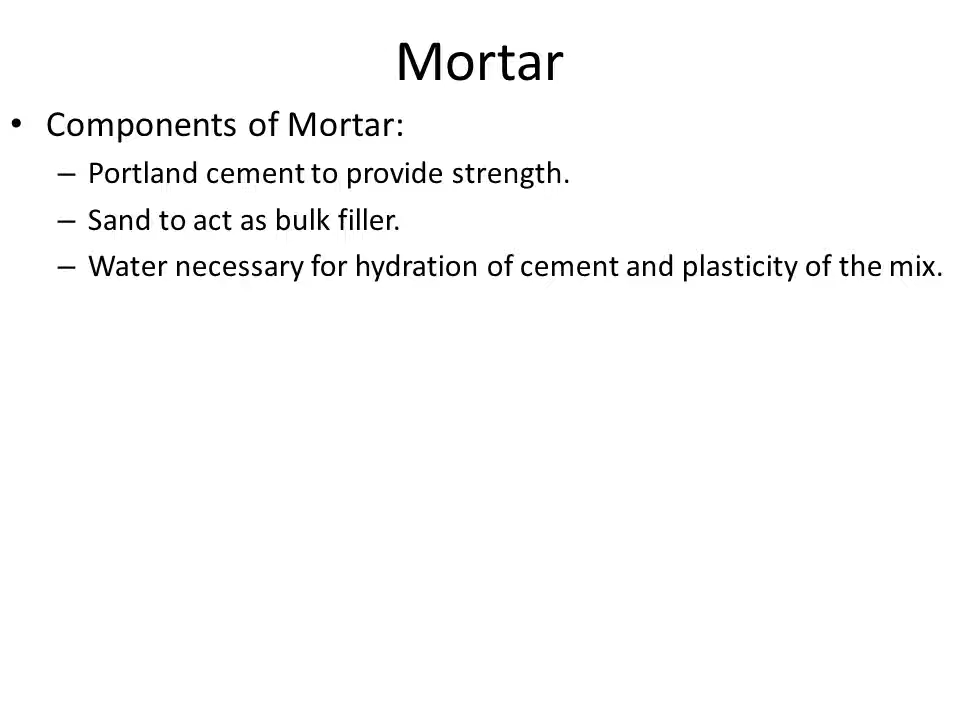 Mortar
• Components of Mortar:
– Portland cement to provide strength.
– Sand to act as bulk filler.
– Water necessary for hydration of cement and plasticity of the mix.